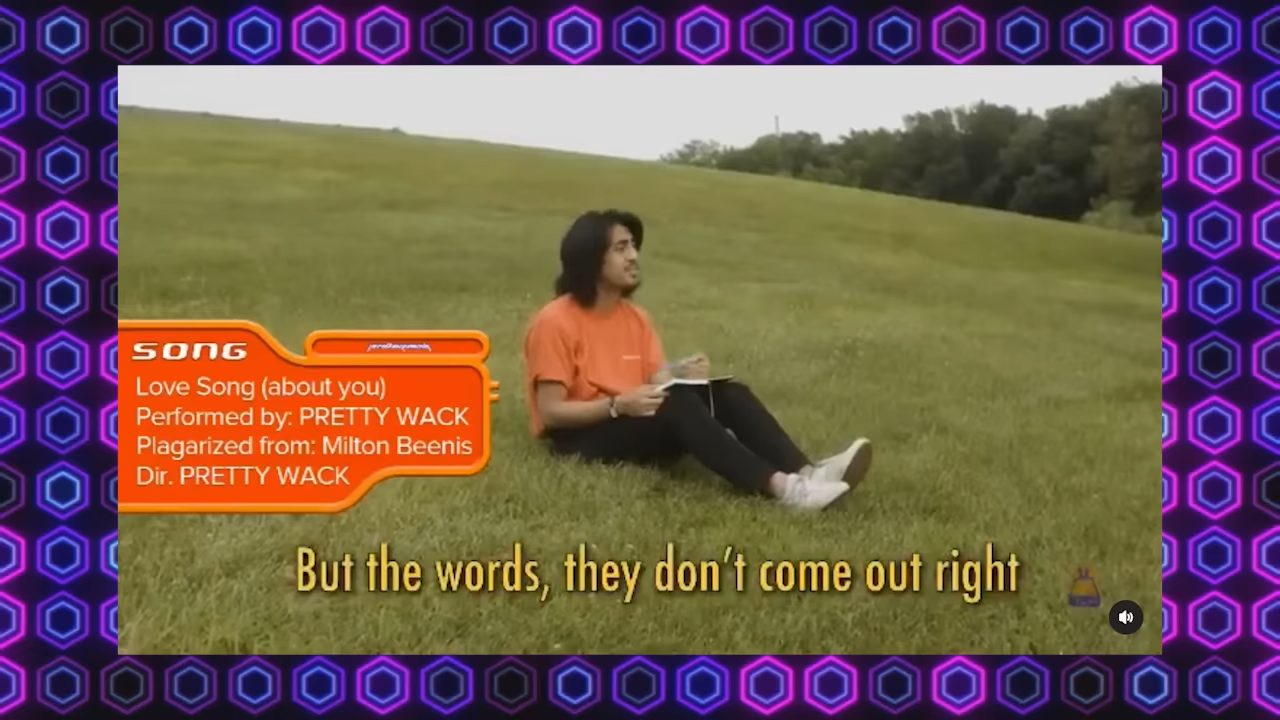 SONG
Love Song (about you)
Performed by: PRETTY WACK
Plagarized from: Milton Beenis
Dir. PRETTY WACK
But the words, they don't come out right